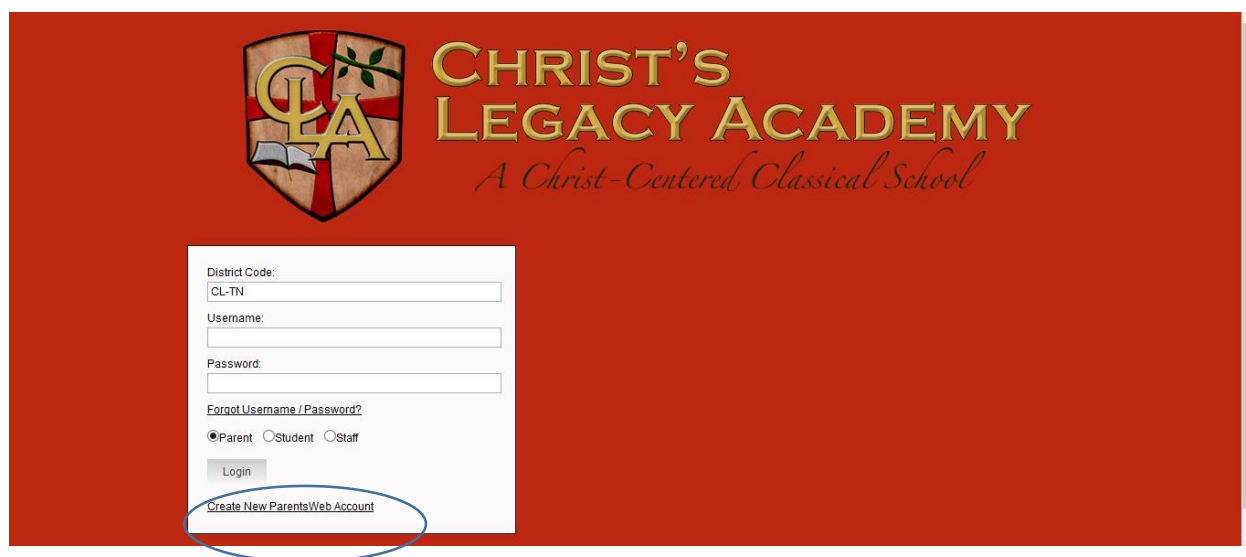 CLA
CHRIST'S
LEGACY ACADEMY
A Christ-Centered Classical School
District Code:
CL-TN
Username:
Password:
Forgot Username / Password?
Parent Student Staff
Login
Create New ParentsWeb Account